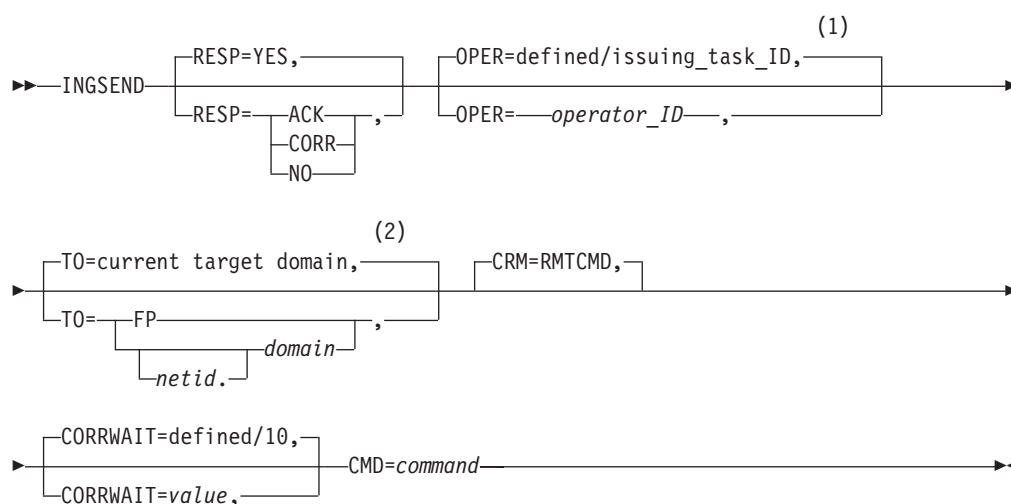 (1)
RESP=YES,
OPER=defined/issuing_task_ID,
INGSEND
RESP= ACK ,
OPER= operator_ID ,
CORR
NO
(2)
TO=current target domain,
CRM=RMTCMD,
TO= FP ,
domain
netid.
CORRWAIT=defined/10,
CMD=command
CORRWAIT=value,